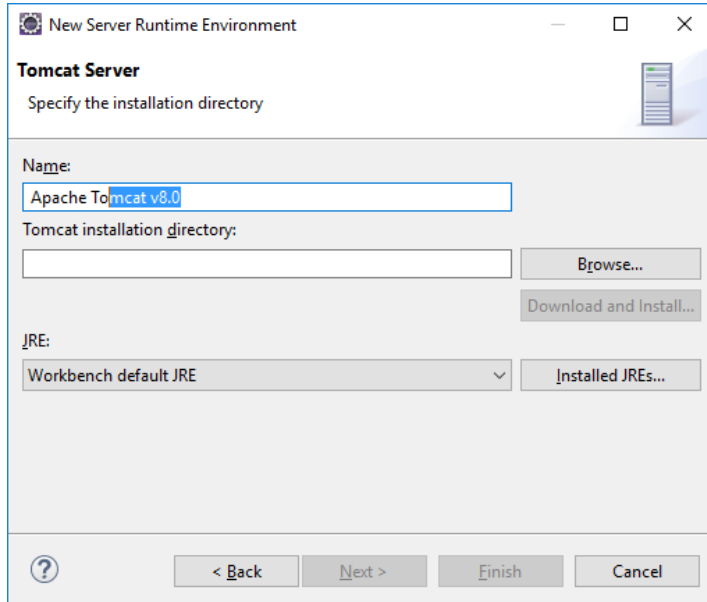 New Server Runtime Environment
Tomcat Server
Specify the installation directory
Name:
Apache Tomcat v8.0
Tomcat installation directory:
Browse...
Download and Install...
JRE:
Workbench default JRE
Installed JREs...
?
< Back
Next >
Finish
Cancel